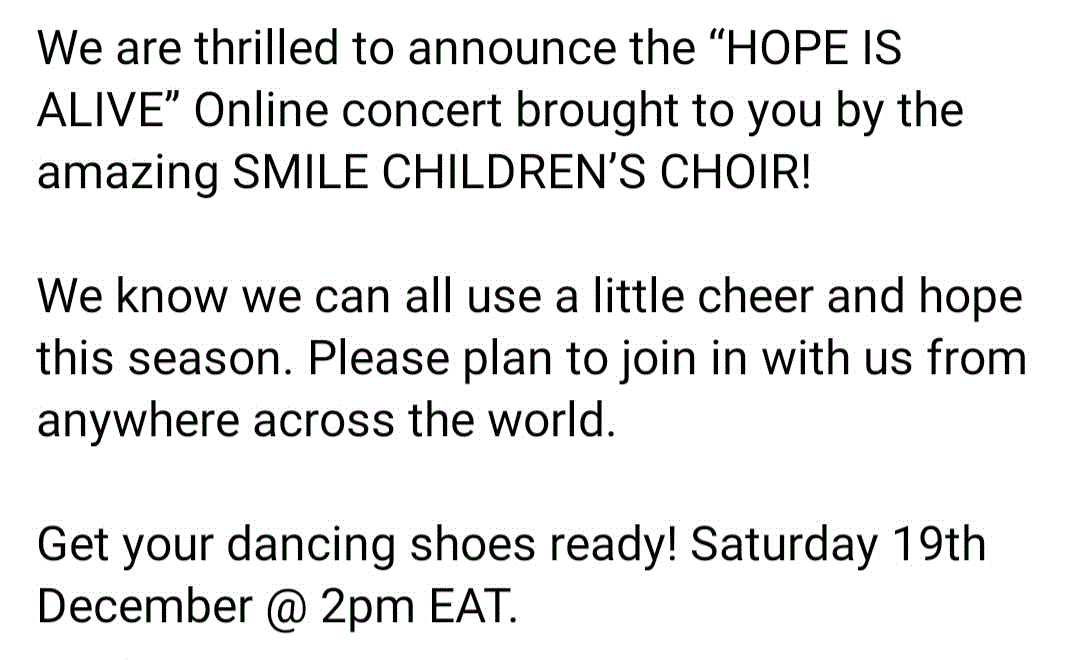 We are thrilled to announce the “HOPE IS
ALIVE” Online concert brought to you by the
amazing SMILE CHILDREN’S CHOIR!
We know we can all use a little cheer and hope
this season. Please plan to join in with us from
anywhere across the world.
Get your dancing shoes ready! Saturday 19th
December @ 2pm EAT.